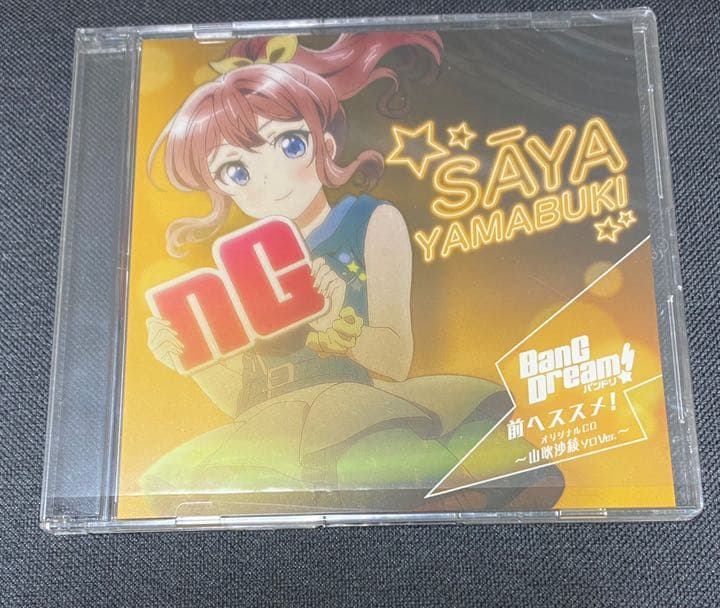 SĀYA
YAMABUKI
nG
BanG
Dream!
バンドリ
前へススメ!
オリジナルCD
〜山吹沙綾ソロVer.〜